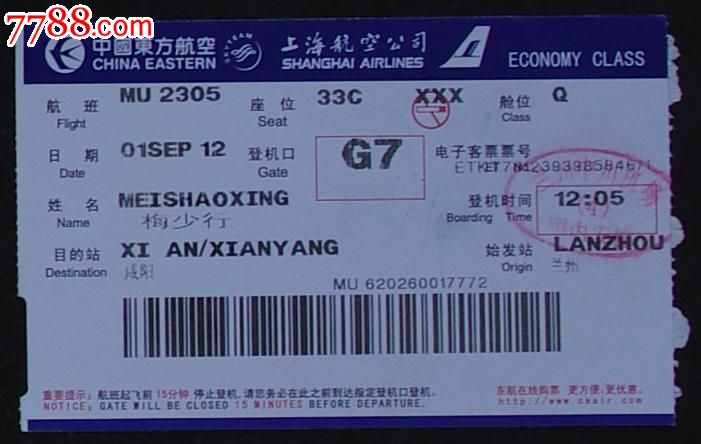 7788.com
中國東方航空 CHINA EASTERN SKYTEAM 上海航空公司 SHANGHAI AIRLINES ECONOMY CLASS
航班 Flight MU 2305 座位 Seat 33C XXX 舱位 Class Q
日期 Date 01SEP 12 登机口 Gate G7 电子客票票号
姓名 Name MEISHAOXING 登机时间 Boarding Time 12:05
梅少行
目的站 Destination XI AN/XIANYANG 始发站 Origin LANZHOU
咸阳 兰州
MU 620260017772
重要提示：航班起飞前15分钟 停止登机,请您务必在此之前到达指定登机口登机。 东航在线购票 更方便,更优惠。
NOTICE: GATE WILL BE CLOSED 15 MINUTES BEFORE DEPARTURE. http://www.ceair.com